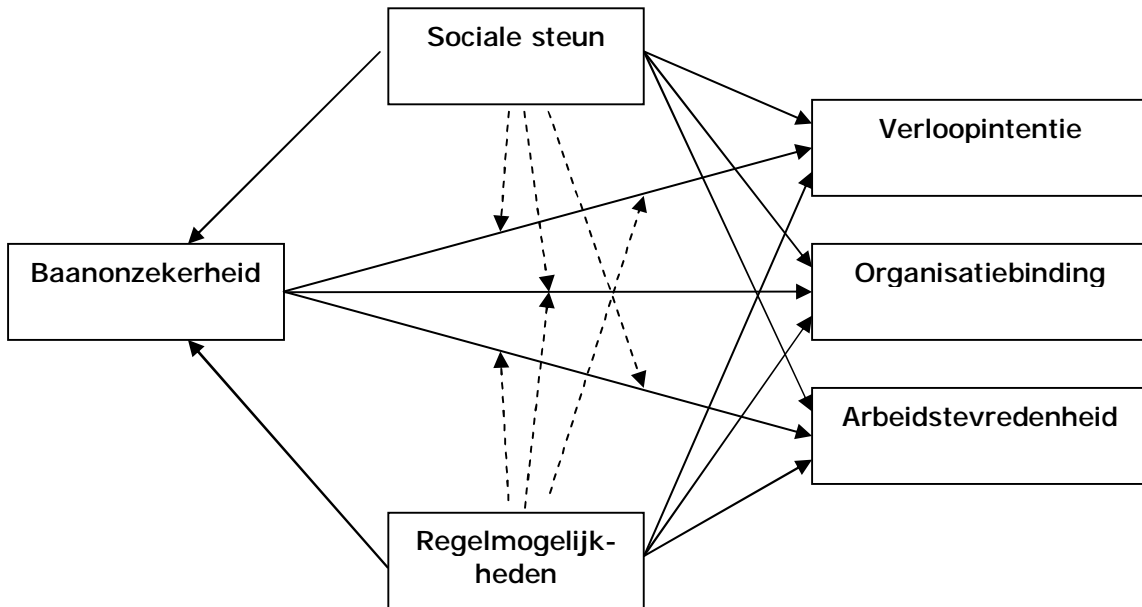 Sociale steun
Verloopintentie
Baanonzekerheid
Organisatiebinding
Arbeidstevredenheid
Regelmogelijk-
heden